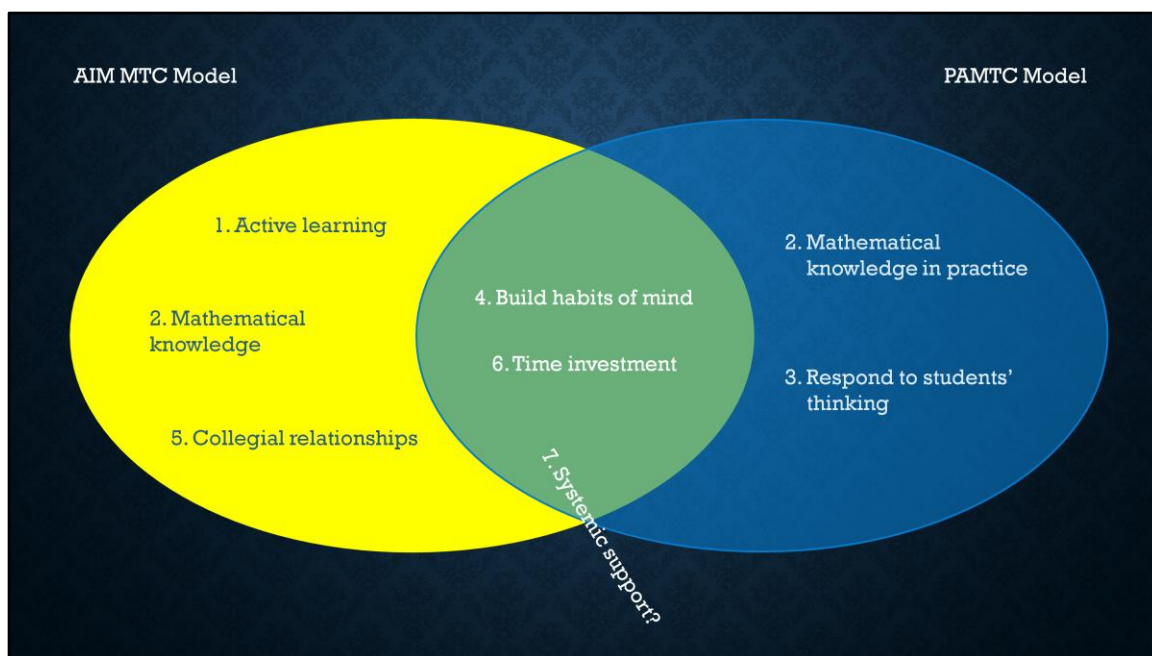 AIM MTC Model
PAMTC Model
1. Active learning
2. Mathematical
knowledge
5. Collegial relationships
4. Build habits of mind
6. Time investment
7. Systemic support?
2. Mathematical
knowledge in practice
3. Respond to students’
thinking